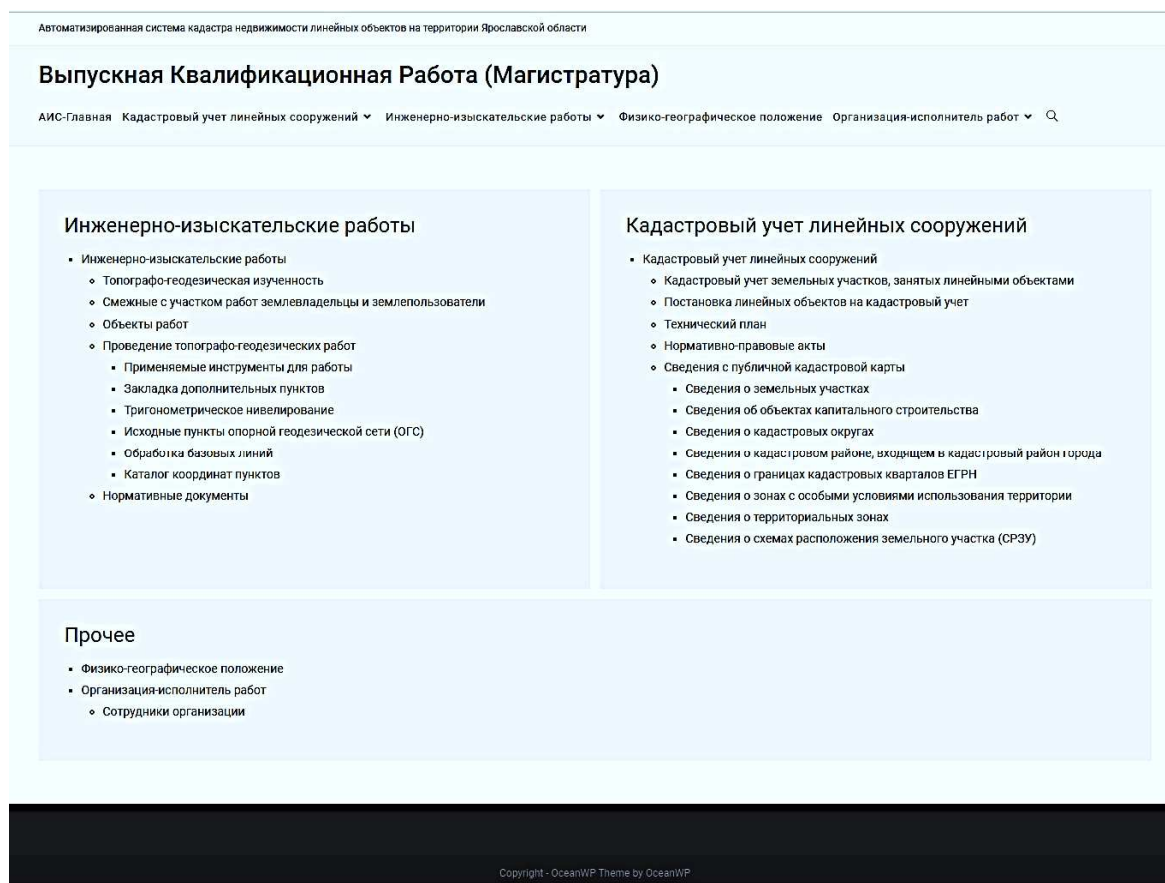 Автоматизированная система кадастра недвижимости линейных объектов на территории Ярославской области
Выпускная Квалификационная Работа (Магистратура)
АИС-Главная Кадастровый учет линейных сооружений Инженерно-изыскательские работы Физико-географическое положение Организация-исполнитель работ
Инженерно-изыскательские работы
Инженерно-изыскательские работы
Топографо-геодезическая изученность
Смежные с участком работ землевладельцы и землепользователи
Объекты работ
Проведение топографо-геодезических работ
Применяемые инструменты для работы
Закладка дополнительных пунктов
Тригонометрическое нивелирование
Исходные пункты опорной геодезической сети (ОГС)
Обработка базовых линий
Каталог координат пунктов
Нормативные документы
Кадастровый учет линейных сооружений
Кадастровый учет линейных сооружений
Кадастровый учет земельных участков, занятых линейными объектами
Постановка линейных объектов на кадастровый учет
Технический план
Нормативно-правовые акты
Сведения с публичной кадастровой карты
Сведения о земельных участках
Сведения об объектах капитального строительства
Сведения о кадастровых округах
Сведения о кадастровом районе, входящем в кадастровый район города
Сведения о границах кадастровых кварталов ЕГРН
Сведения о зонах с особыми условиями использования территории
Сведения о территориальных зонах
Сведения о схемах расположения земельного участка (СРЗУ)
Прочее
Физико-географическое положение
Организация-исполнитель работ
Сотрудники организации
Copyright - OceanWP Theme by OceanWP